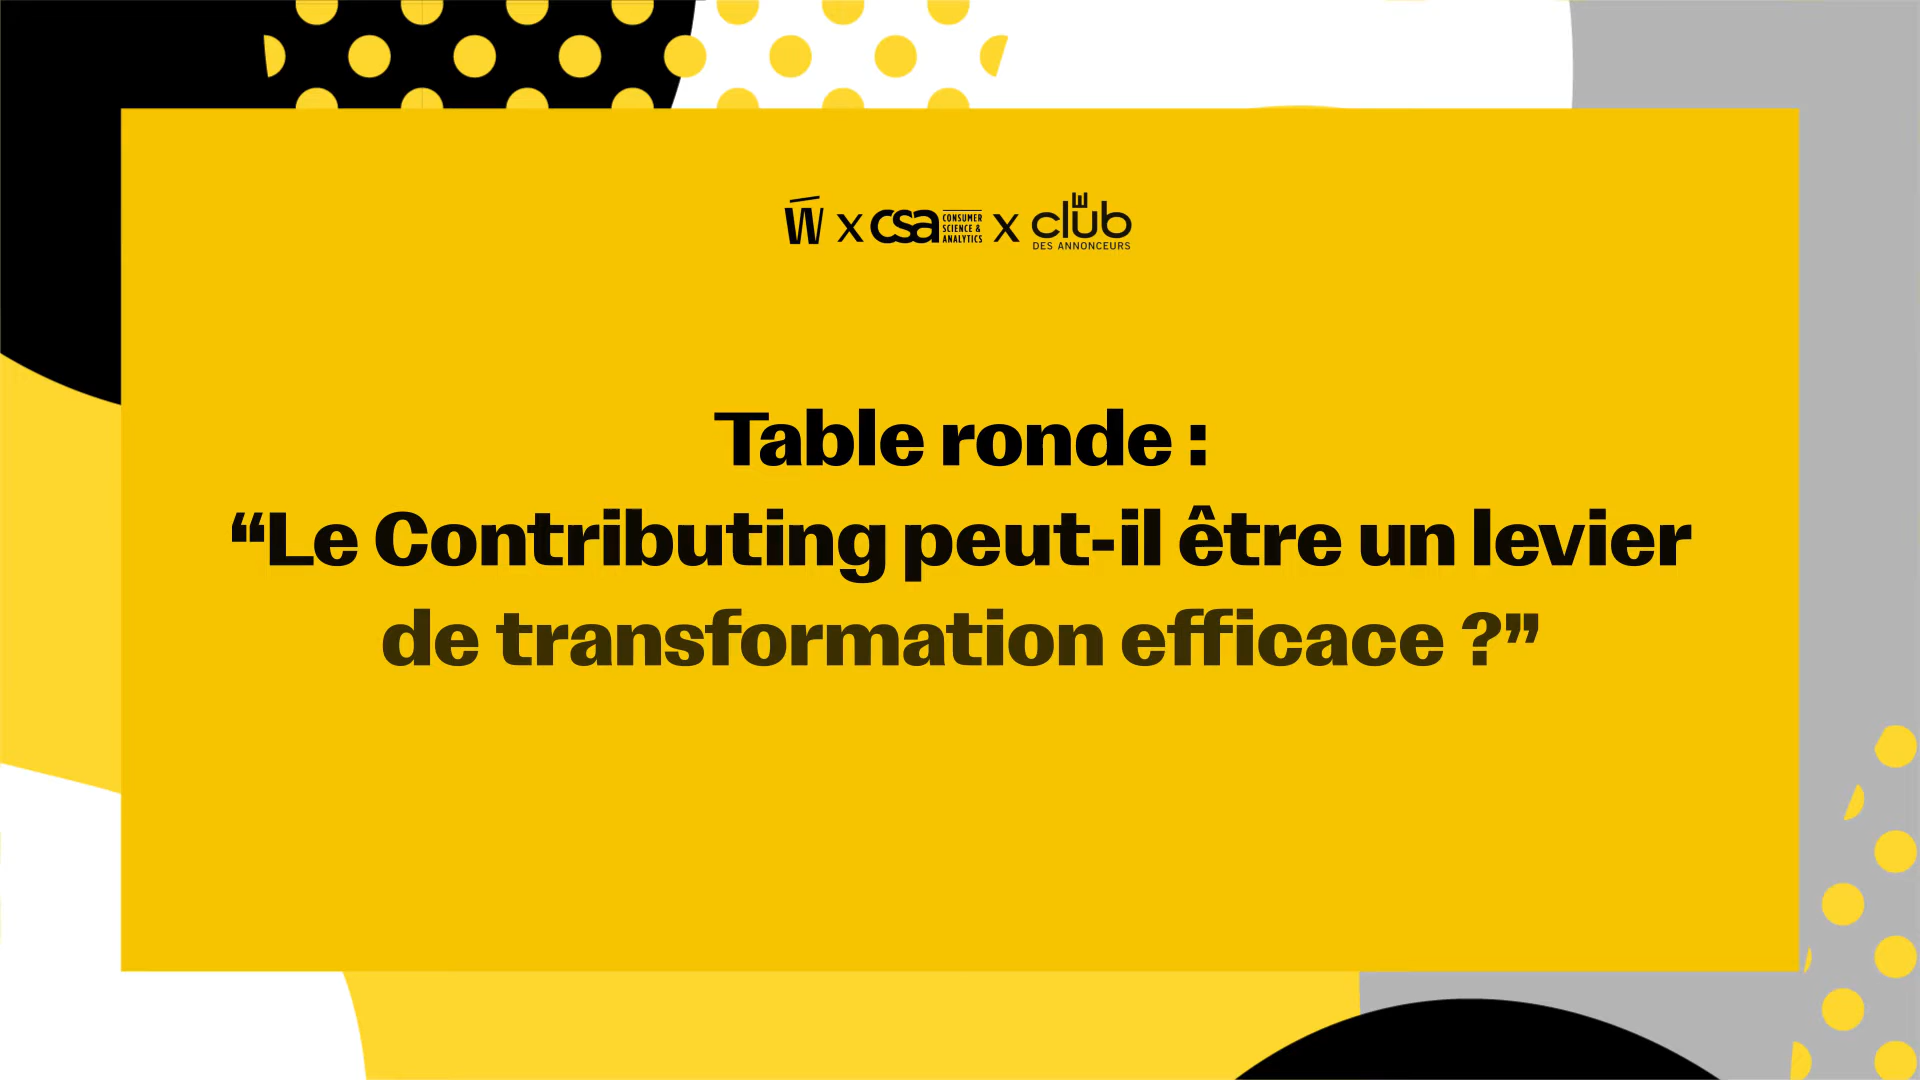 W x csa CONSUMER SCIENCE & ANALYTICS x club DES ANNONCEURS
Table ronde :
“Le Contributing peut-il être un levier
de transformation efficace ?”